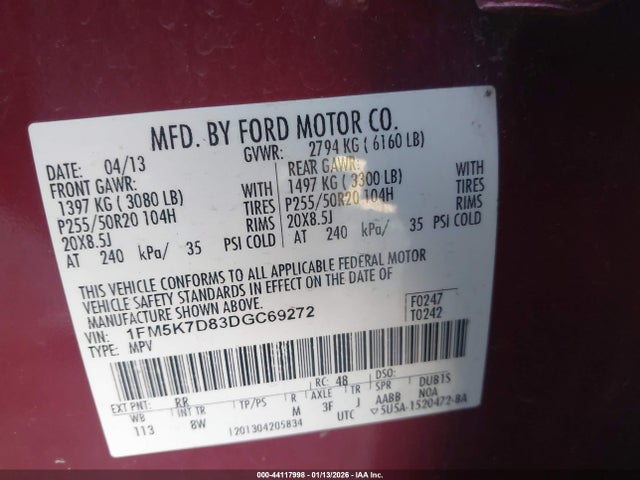 MFD. BY FORD MOTOR CO.
DATE: 04/13 GVWR: 2794 KG ( 6160 LB)
FRONT GAWR: REAR GAWR:
1397 KG ( 3080 LB) WITH 1497 KG ( 3300 LB) WITH
P255/50R20 104H TIRES P255/50R20 104H TIRES
20X8.5J RIMS 20X8.5J RIMS
AT 240 kPa/ 35 PSI COLD AT 240 kPa/ 35 PSI COLD
THIS VEHICLE CONFORMS TO ALL APPLICABLE FEDERAL MOTOR
VEHICLE SAFETY STANDARDS IN EFFECT ON THE DATE OF
MANUFACTURE SHOWN ABOVE.
VIN: 1FM5K7D83DGC69272 F0247
TYPE: MPV T0242
EXT PNT: RR RC: 48 DSO:
WB INT TR TP/PS R AXLE TR SPR DUB1S
113 8W M 3F J AABB NOA
1201304205834 UTC 5U5A-1520472-BA
000-44117998 - 01/13/2026 - IAA Inc.